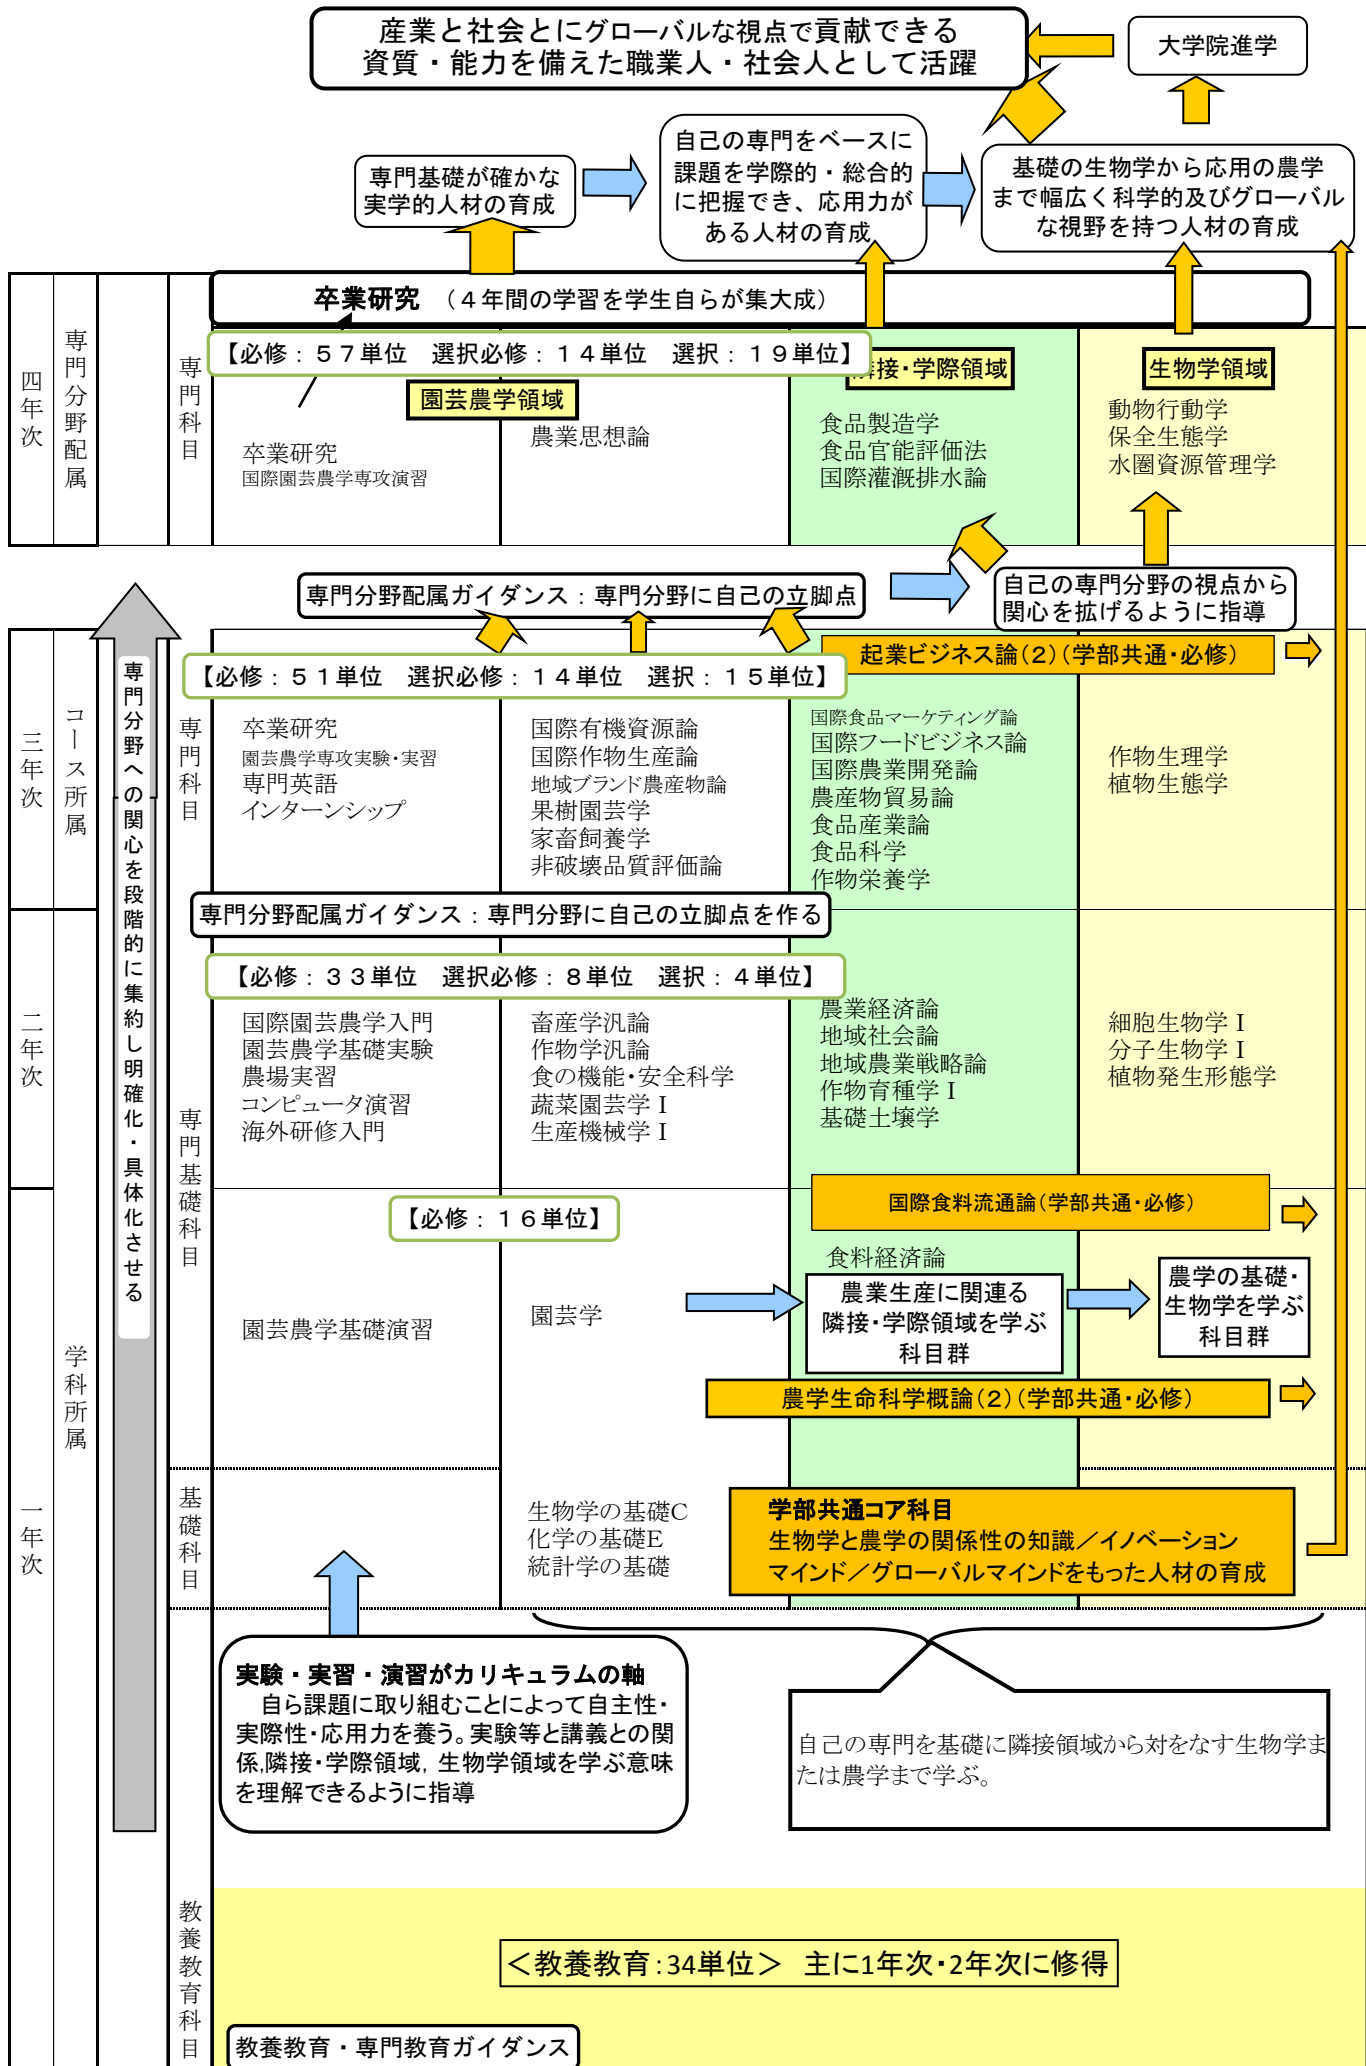 産業と社会とにグローバルな視点で貢献できる
資質・能力を備えた職業人・社会人として活躍
大学院進学
専門基礎が確かな
実学的人材の育成
自己の専門をベースに
課題を学際的・総合的
に把握でき、応用力が
ある人材の育成
基礎の生物学から応用の農学
まで幅広く科学的及びグローバル
な視野を持つ人材の育成
四年次
専門分野配属
専門科目
卒業研究 （４年間の学習を学生自らが集大成）
【必修：５７単位　選択必修：１４単位　選択：１９単位】
園芸農学領域
隣接・学際領域
生物学領域
卒業研究
国際園芸農学専攻演習
農業思想論
食品製造学
食品官能評価法
国際灌漑排水論
動物行動学
保全生態学
水圏資源管理学
専門分野配属ガイダンス：専門分野に自己の立脚点
自己の専門分野の視点から
関心を拡げるように指導
専門分野への関心を段階的に集約し明確化・具体化させる
三年次
コース所属
専門科目
起業ビジネス論(２)(学部共通・必修)
【必修：５１単位　選択必修：１４単位　選択：１５単位】
卒業研究
園芸農学専攻実験・実習
専門英語
インターンシップ
国際有機資源論
国際作物生産論
地域ブランド農産物論
果樹園芸学
家畜飼養学
非破壊品質評価論
国際食品マーケティング論
国際フードビジネス論
国際農業開発論
農産物貿易論
食品産業論
食品科学
作物栄養学
作物生理学
植物生態学
専門分野配属ガイダンス：専門分野に自己の立脚点を作る
二年次
専門基礎科目
【必修：３３単位　選択必修：８単位　選択：４単位】
国際園芸農学入門
園芸農学基礎実験
農場実習
コンピュータ演習
海外研修入門
畜産学汎論
作物学汎論
食の機能・安全科学
蔬菜園芸学 I
生産機械学 I
農業経済論
地域社会論
地域農業戦略論
作物育種学 I
基礎土壌学
細胞生物学 I
分子生物学 I
植物発生形態学
一年次
学科所属
国際食料流通論(学部共通・必修)
【必修：１６単位】
食料経済論
園芸農学基礎演習
園芸学
農業生産に関連る
隣接・学際領域を学ぶ
科目群
農学の基礎・
生物学を学ぶ
科目群
農学生命科学概論(２)(学部共通・必修)
基礎科目
生物学の基礎C
化学の基礎E
統計学の基礎
学部共通コア科目
生物学と農学の関係性の知識／イノベーション
マインド／グローバルマインドをもった人材の育成
実験・実習・演習がカリキュラムの軸
自ら課題に取り組むことによって自主性・
実際性・応用力を養う。実験等と講義との関
係,隣接・学際領域, 生物学領域を学ぶ意味
を理解できるように指導
自己の専門を基礎に隣接領域から対をなす生物学ま
たは農学まで学ぶ。
教養教育科目
＜教養教育：34単位＞ 主に1年次・2年次に修得
教養教育・専門教育ガイダンス